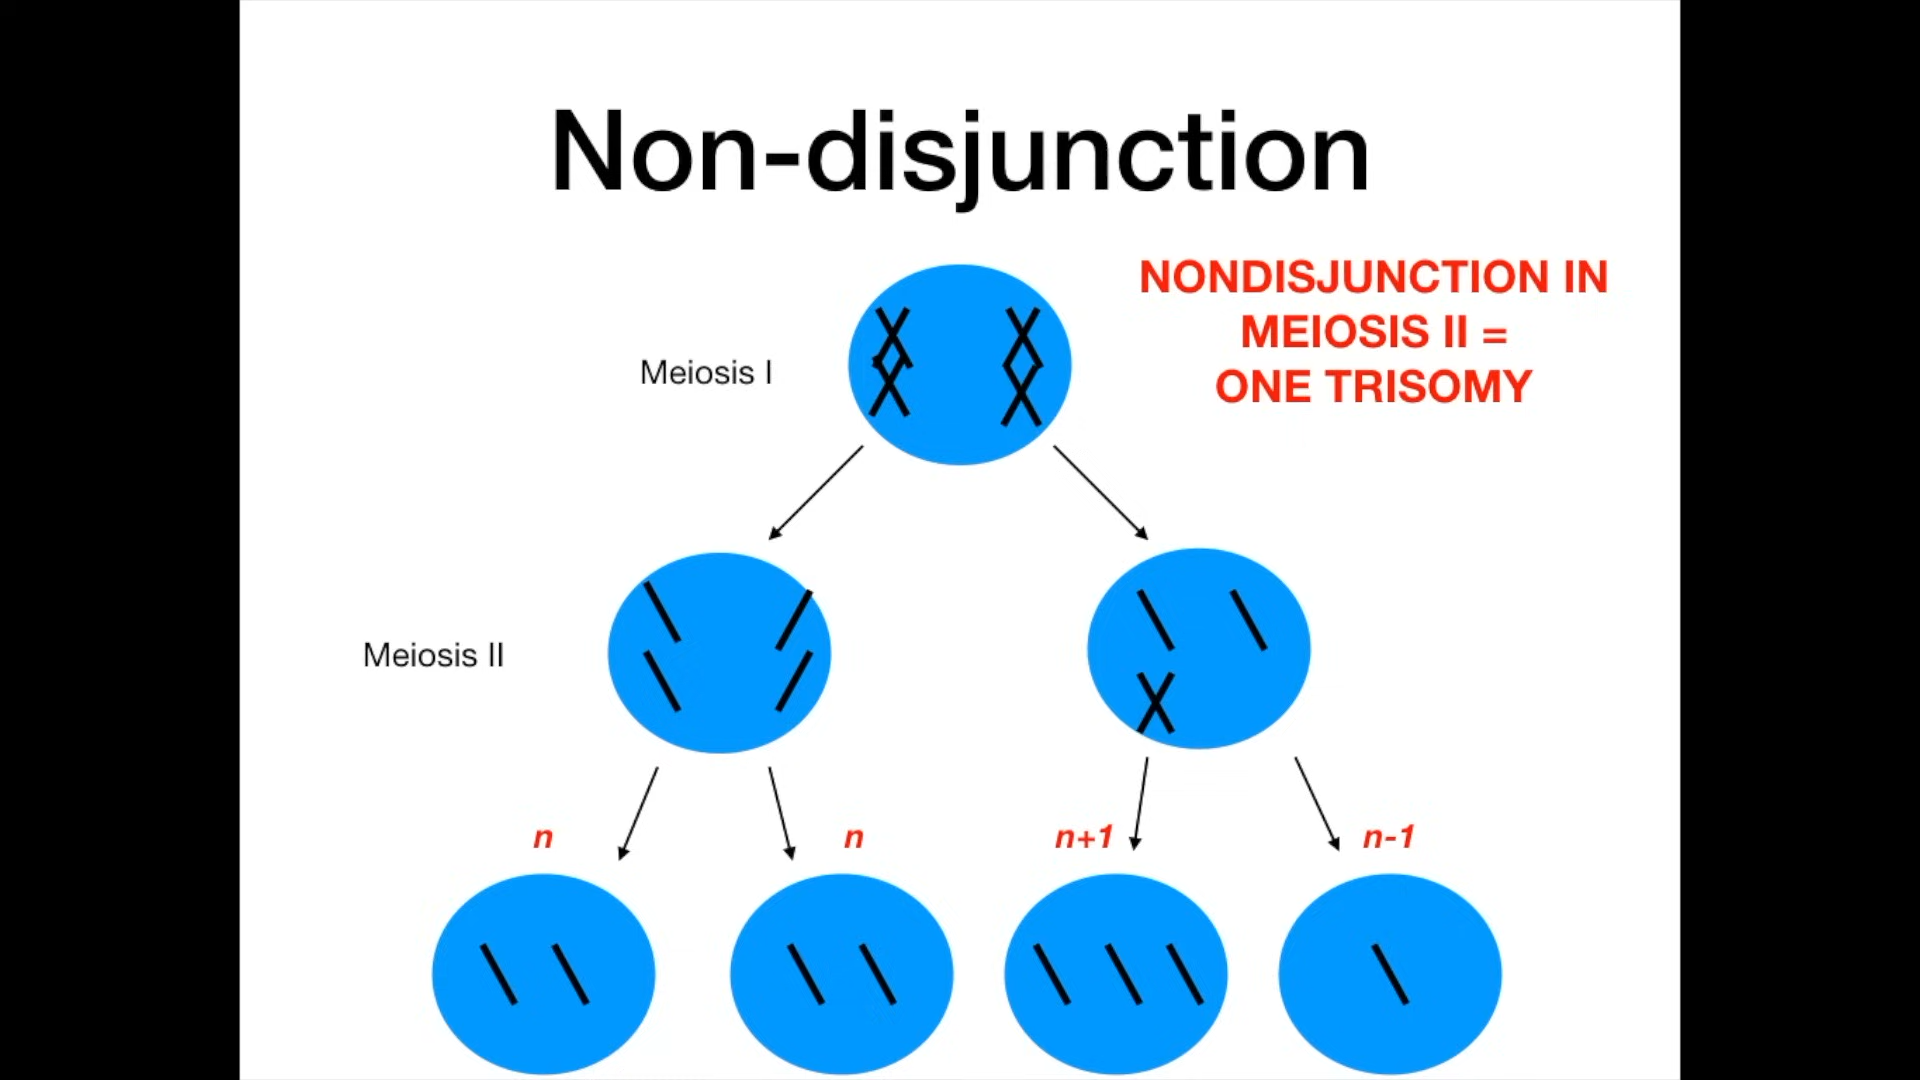 Non-disjunction
NONDISJUNCTION IN
MEIOSIS II =
ONE TRISOMY
Meiosis I
Meiosis II
n
n
n+1
n-1